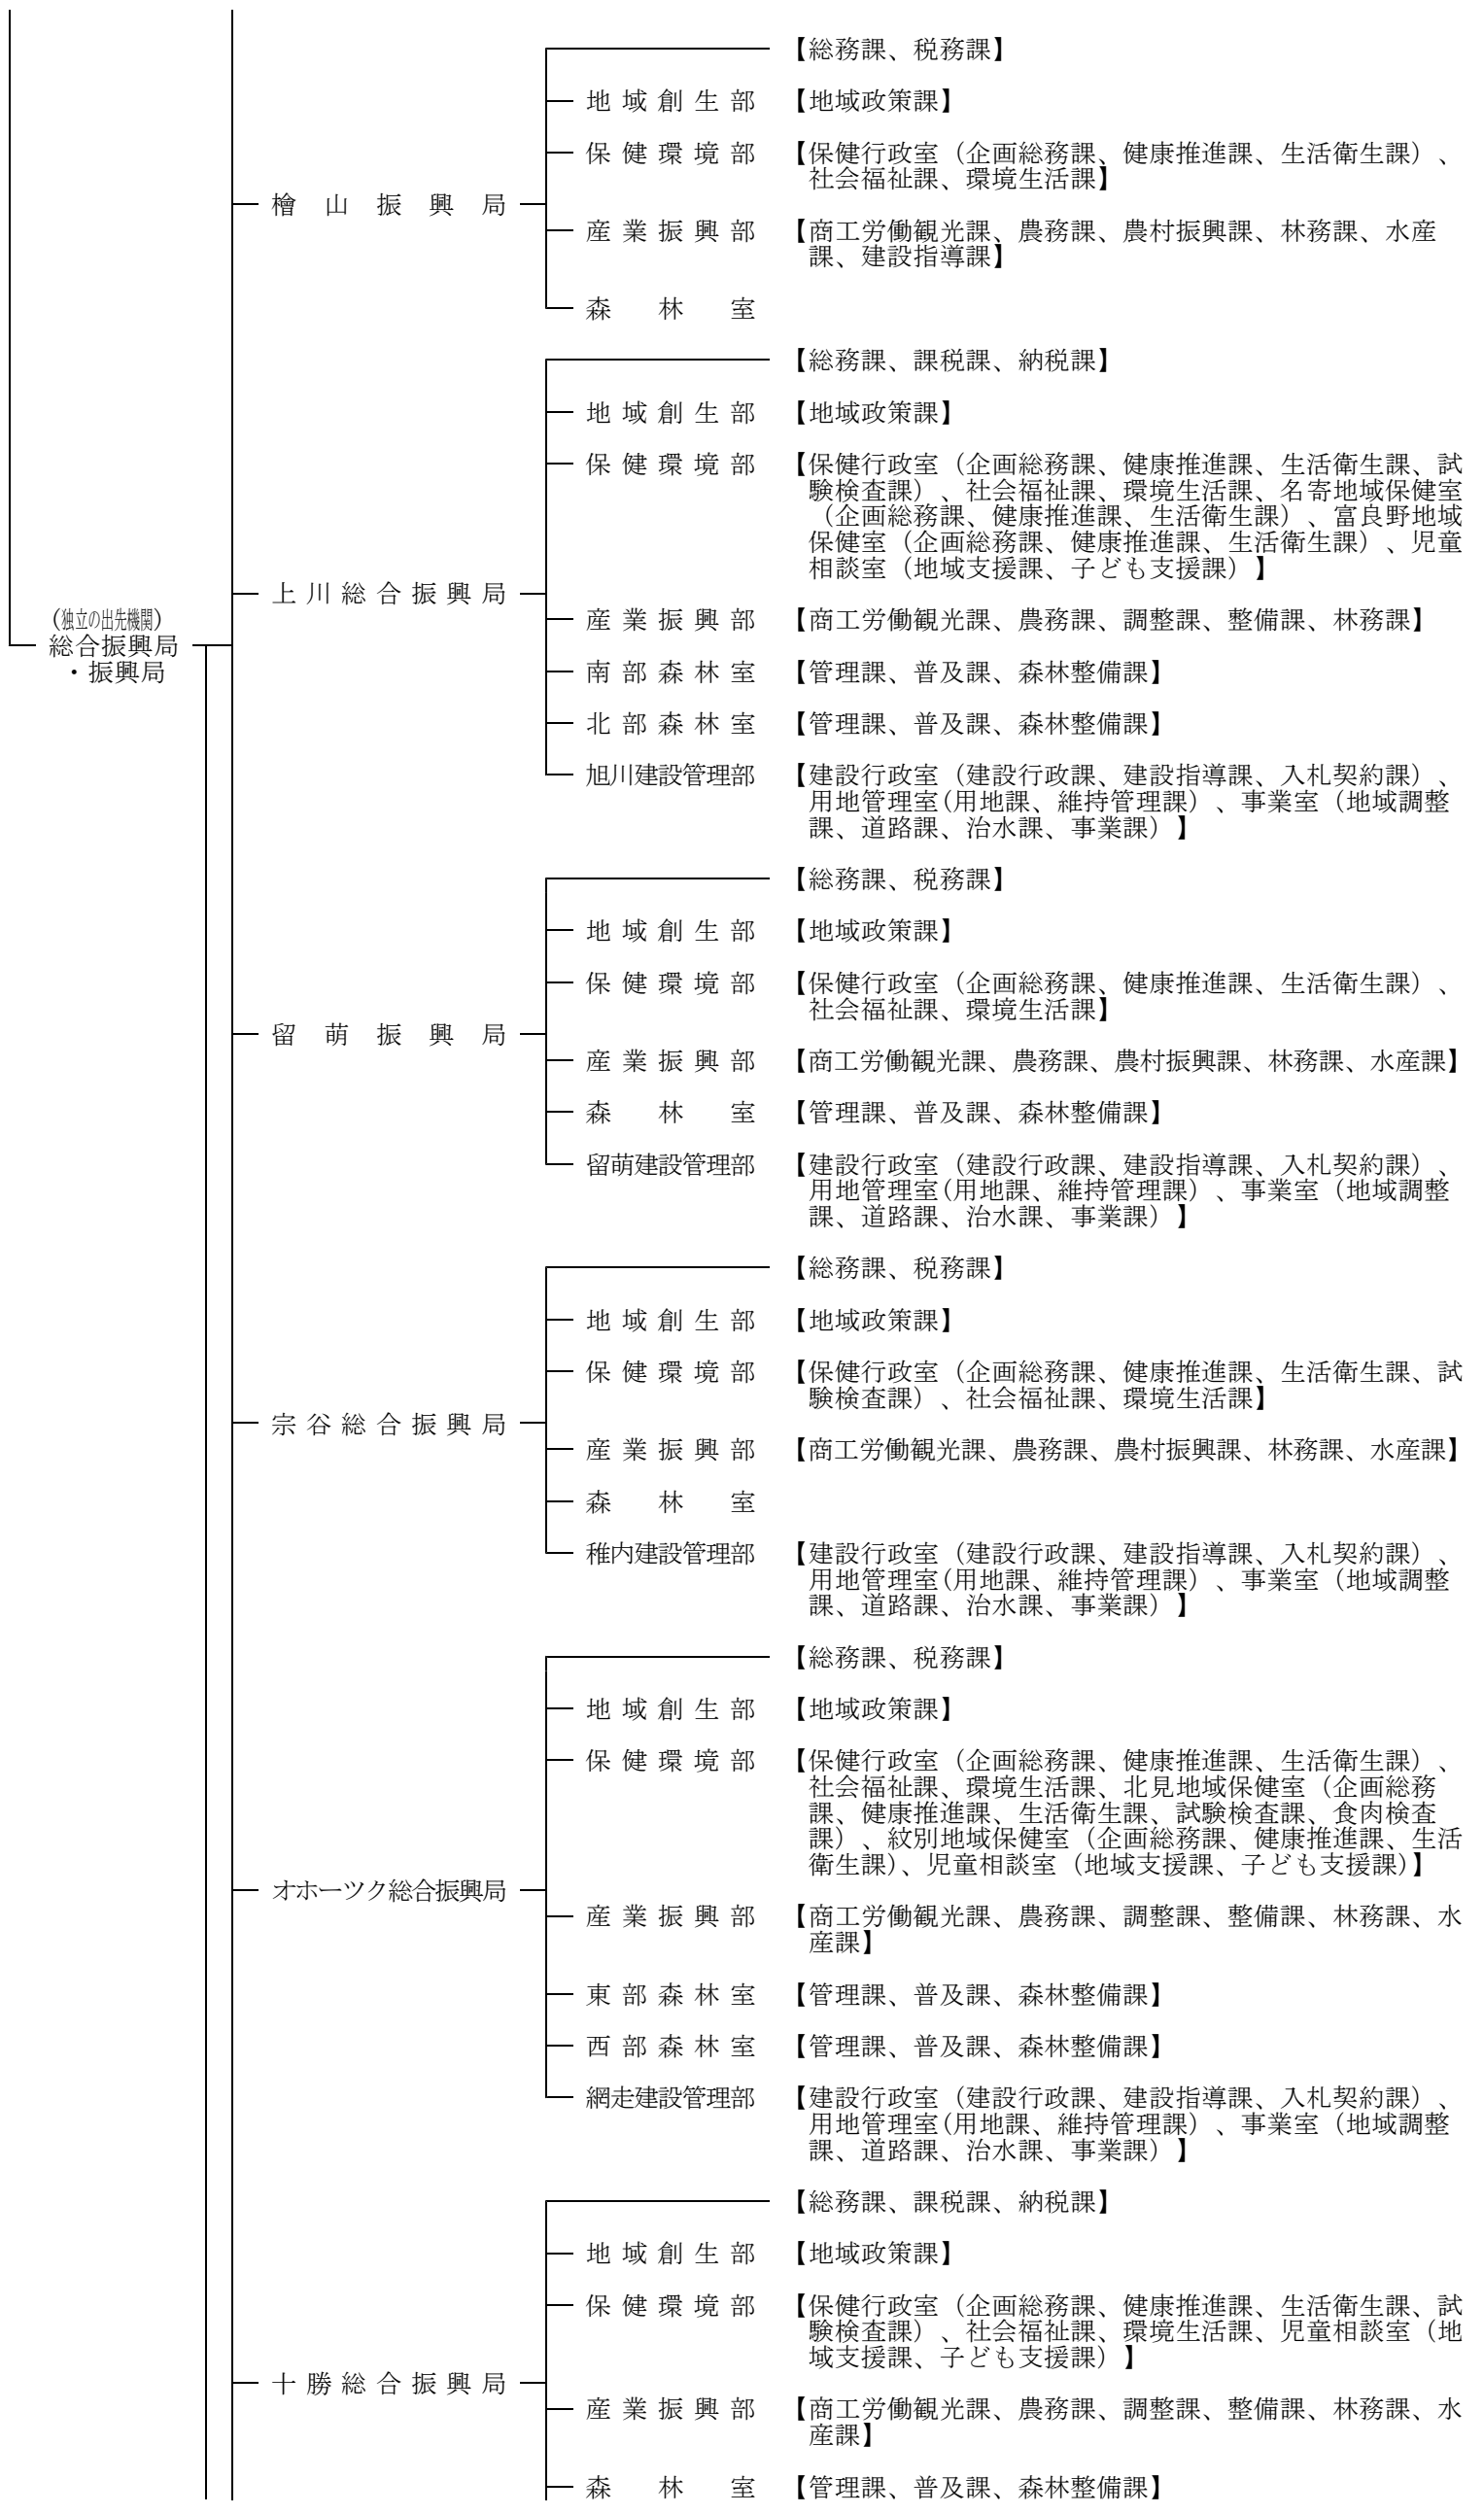 【総務課、税務課】
地域創生部 【地域政策課】
保健環境部 【保健行政室（企画総務課、健康推進課、生活衛生課）、
社会福祉課、環境生活課】
檜山振興局
産業振興部 【商工労働観光課、農務課、農村振興課、林務課、水産
課、建設指導課】
森林室
【総務課、課税課、納税課】
地域創生部 【地域政策課】
保健環境部 【保健行政室（企画総務課、健康推進課、生活衛生課、試
験検査課）、社会福祉課、環境生活課、名寄地域保健室
（企画総務課、健康推進課、生活衛生課）、富良野地域
保健室（企画総務課、健康推進課、生活衛生課）、児童
相談室（地域支援課、子ども支援課）】
上川総合振興局
（独立の出先機関）
総合振興局
・振興局
産業振興部 【商工労働観光課、農務課、調整課、整備課、林務課】
南部森林室 【管理課、普及課、森林整備課】
北部森林室 【管理課、普及課、森林整備課】
旭川建設管理部 【建設行政室（建設行政課、建設指導課、入札契約課）、
用地管理室(用地課、維持管理課）、事業室（地域調整
課、道路課、治水課、事業課）】
【総務課、税務課】
地域創生部 【地域政策課】
保健環境部 【保健行政室（企画総務課、健康推進課、生活衛生課）、
社会福祉課、環境生活課】
留萌振興局
産業振興部 【商工労働観光課、農務課、農村振興課、林務課、水産課】
森林室 【管理課、普及課、森林整備課】
留萌建設管理部 【建設行政室（建設行政課、建設指導課、入札契約課）、
用地管理室(用地課、維持管理課）、事業室（地域調整
課、道路課、治水課、事業課）】
【総務課、税務課】
地域創生部 【地域政策課】
保健環境部 【保健行政室（企画総務課、健康推進課、生活衛生課、試
験検査課）、社会福祉課、環境生活課】
宗谷総合振興局
産業振興部 【商工労働観光課、農務課、農村振興課、林務課、水産課】
森林室
稚内建設管理部 【建設行政室（建設行政課、建設指導課、入札契約課）、
用地管理室(用地課、維持管理課）、事業室（地域調整
課、道路課、治水課、事業課）】
【総務課、税務課】
地域創生部 【地域政策課】
保健環境部 【保健行政室（企画総務課、健康推進課、生活衛生課）、
社会福祉課、環境生活課、北見地域保健室（企画総務
課、健康推進課、生活衛生課、試験検査課、食肉検査
課）、紋別地域保健室（企画総務課、健康推進課、生活
衛生課)、児童相談室（地域支援課、子ども支援課)】
オホーツク総合振興局
産業振興部 【商工労働観光課、農務課、調整課、整備課、林務課、水
産課】
東部森林室 【管理課、普及課、森林整備課】
西部森林室 【管理課、普及課、森林整備課】
網走建設管理部 【建設行政室（建設行政課、建設指導課、入札契約課）、
用地管理室(用地課、維持管理課）、事業室（地域調整
課、道路課、治水課、事業課）】
【総務課、課税課、納税課】
地域創生部 【地域政策課】
保健環境部 【保健行政室（企画総務課、健康推進課、生活衛生課、試
験検査課）、社会福祉課、環境生活課、児童相談室（地
域支援課、子ども支援課）】
十勝総合振興局
産業振興部 【商工労働観光課、農務課、調整課、整備課、林務課、水
産課】
森林室 【管理課、普及課、森林整備課】